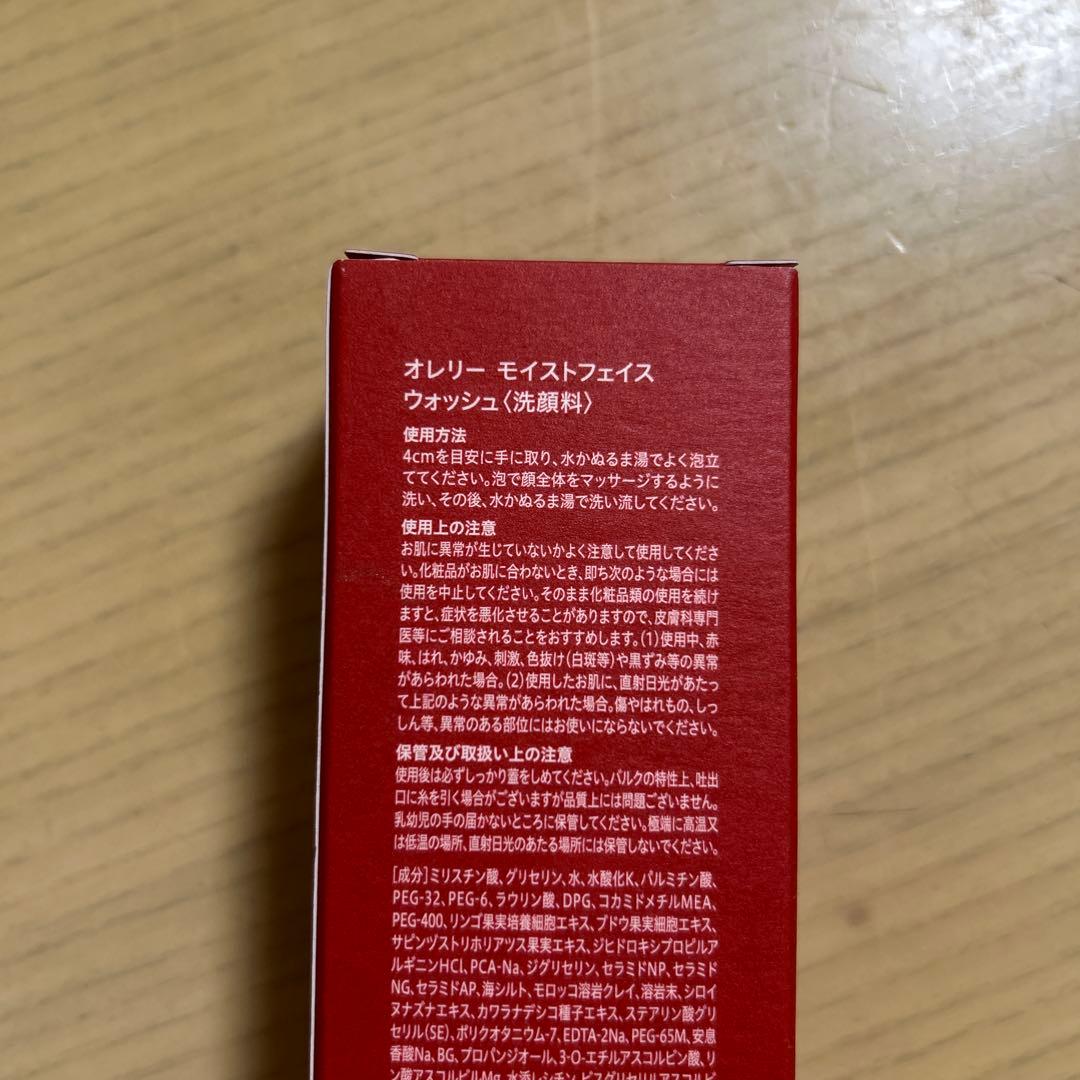 オレリー モイストフェイス
ウォッシュ〈洗顔料〉
使用方法
4cmを目安に手に取り、水かぬるま湯でよく泡立
ててください。泡で顔全体をマッサージするように
洗い、その後、水かぬるま湯で洗い流してください。
使用上の注意
お肌に異常が生じていないかよく注意して使用してくださ
い。化粧品がお肌に合わないとき、即ち次のような場合には
使用を中止してください。そのまま化粧品類の使用を続け
ますと、症状を悪化させることがありますので、皮膚科専門
医等にご相談されることをおすすめします。(1)使用中、赤
味、はれ、かゆみ、刺激、色抜け(白斑等)や黒ずみ等の異常
があらわれた場合。(2)使用したお肌に、直射日光があたっ
て上記のような異常があらわれた場合。傷やはれもの、しっ
しん等、異常のある部位にはお使いにならないでください。
保管及び取扱い上の注意
使用後は必ずしっかり蓋をしめてください。バルクの特性上、吐出
口に糸を引く場合がございますが品質上には問題ございません。
乳幼児の手の届かないところに保管してください。極端に高温又
は低温の場所、直射日光のあたる場所には保管しないでください。
[成分]ミリスチン酸、グリセリン、水、水酸化K、パルミチン酸、
PEG-32、PEG-6、ラウリン酸、DPG、コカミドメチルMEA、
PEG-400、リンゴ果実培養細胞エキス、ブドウ果実細胞エキス、
サピンヅストリホリアツス果実エキス、ジヒドロキシプロピルア
ルギニンHCl、PCA-Na、ジグリセリン、セラミドNP、セラミド
NG、セラミドAP、海シルト、モロッコ溶岩クレイ、溶岩末、シロイ
ヌナズナエキス、カワラナデシコ種子エキス、ステアリン酸グリ
セリル(SE)、ポリクオタニウム-7、EDTA-2Na、PEG-65M、安息
香酸Na、BG、プロパンジオール、3-O-エチルアスコルビン酸、リ
ン酸アスコルビルMg、水添レシチン、ビスグリセリルアスコルビ